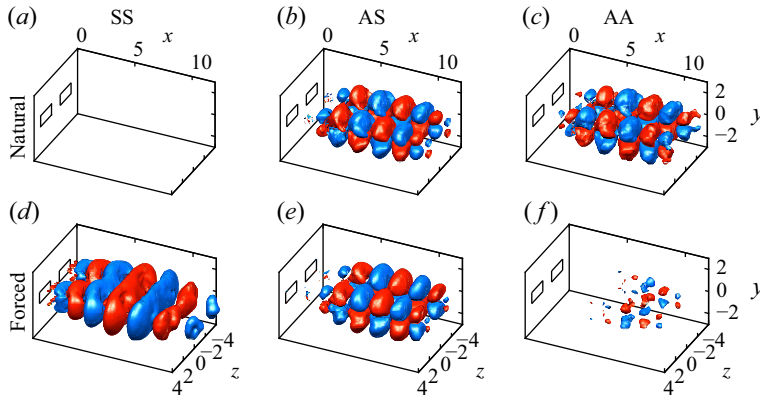 (a) SS (b) AS (c) AA
0 5 x 10 0 5 x 10 0 5 x 10
Natural
2
0 y
−2
(d) (e) (f)
Forced
2
0 y
−2
−4 −4 −4
−2 −2 −2
0 z 0 z 0 z
2 2 2
4 4 4